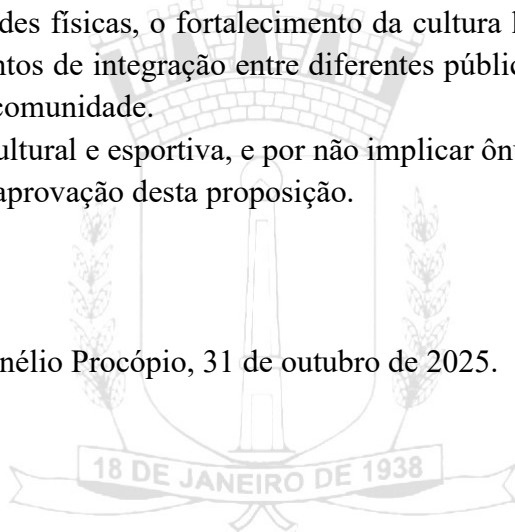 des físicas, o fortalecimento da cultura
ntos de integração entre diferentes públic
comunidade.
ultural e esportiva, e por não implicar
aprovação desta proposição.
nélio Procópio, 31 de outubro de 2025.
18 DE JANEIRO DE 1938